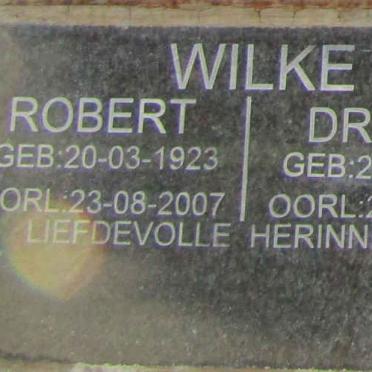 WILKE
ROBERT DR
GEB:20-03-1923 GEB:2
OORL:23-08-2007 OORL:2
LIEFDEVOLLE HERINN